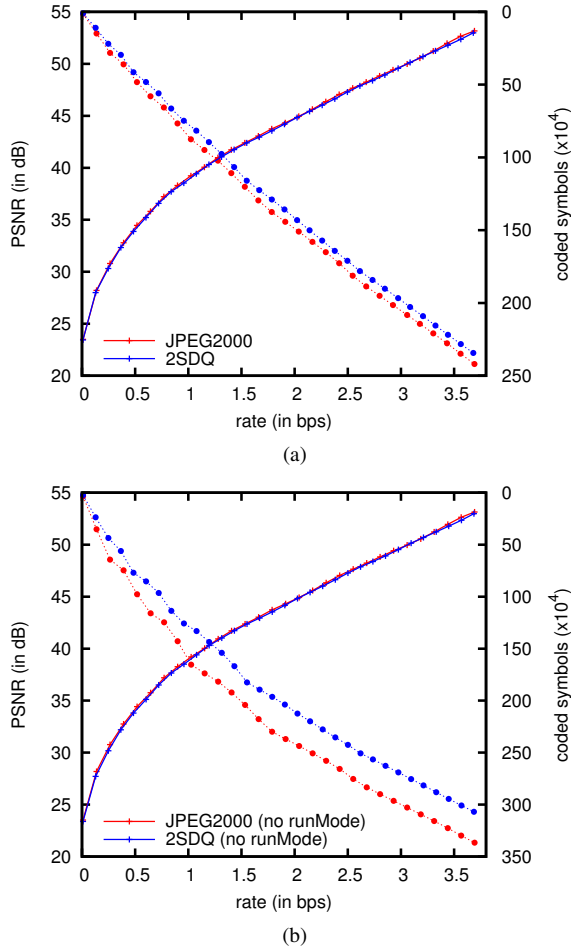 55
50
45
40
35
30
25
20
PSNR (in dB)
0
50
100
150
200
250
coded symbols (x10⁴)
JPEG2000
2SDQ
0 0.5 1 1.5 2 2.5 3 3.5
rate (in bps)
(a)
55
50
45
40
35
30
25
20
PSNR (in dB)
0
50
100
150
200
250
300
350
coded symbols (x10⁴)
JPEG2000 (no runMode)
2SDQ (no runMode)
0 0.5 1 1.5 2 2.5 3 3.5
rate (in bps)
(b)